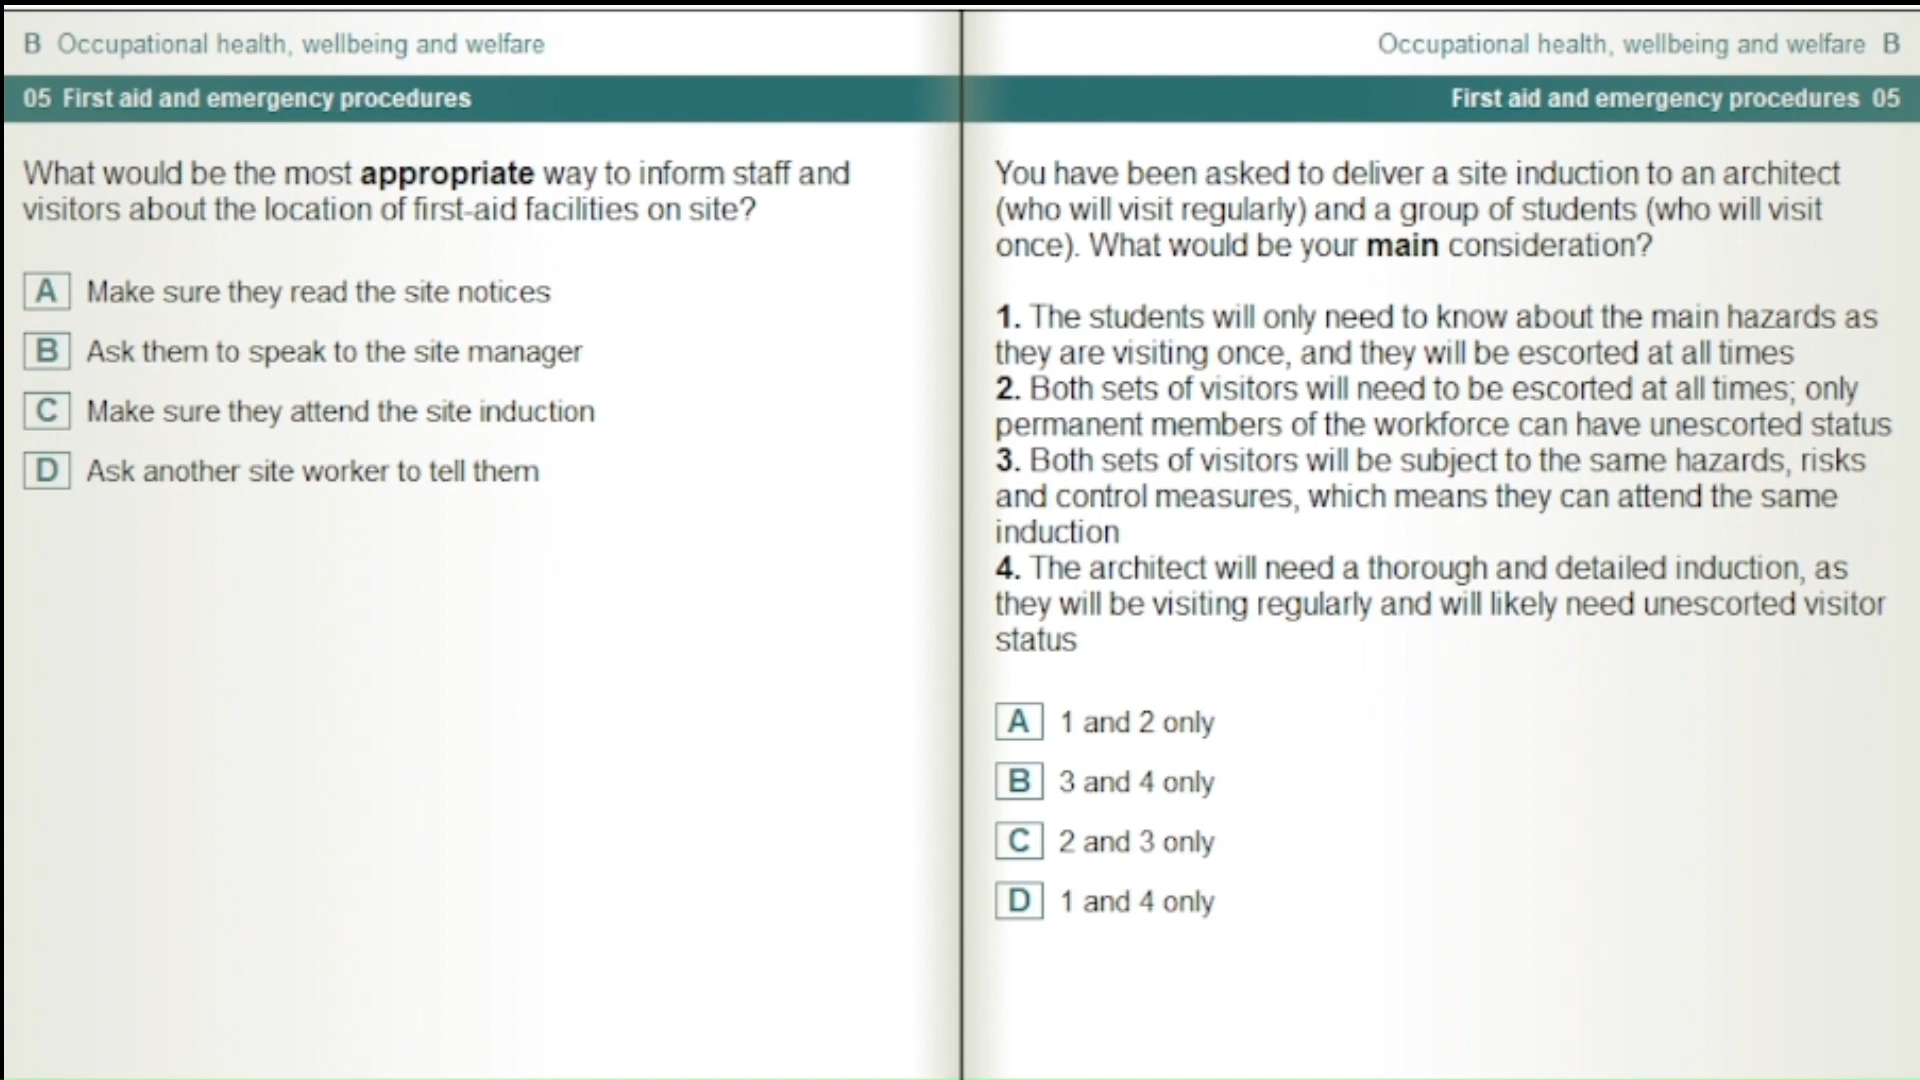 B Occupational health, wellbeing and welfare
05 First aid and emergency procedures
What would be the most appropriate way to inform staff and
visitors about the location of first-aid facilities on site?
A Make sure they read the site notices
B Ask them to speak to the site manager
C Make sure they attend the site induction
D Ask another site worker to tell them
Occupational health, wellbeing and welfare B
First aid and emergency procedures 05
You have been asked to deliver a site induction to an architect
(who will visit regularly) and a group of students (who will visit
once). What would be your main consideration?
1. The students will only need to know about the main hazards as
they are visiting once, and they will be escorted at all times
2. Both sets of visitors will need to be escorted at all times; only
permanent members of the workforce can have unescorted status
3. Both sets of visitors will be subject to the same hazards, risks
and control measures, which means they can attend the same
induction
4. The architect will need a thorough and detailed induction, as
they will be visiting regularly and will likely need unescorted visitor
status
A 1 and 2 only
B 3 and 4 only
C 2 and 3 only
D 1 and 4 only